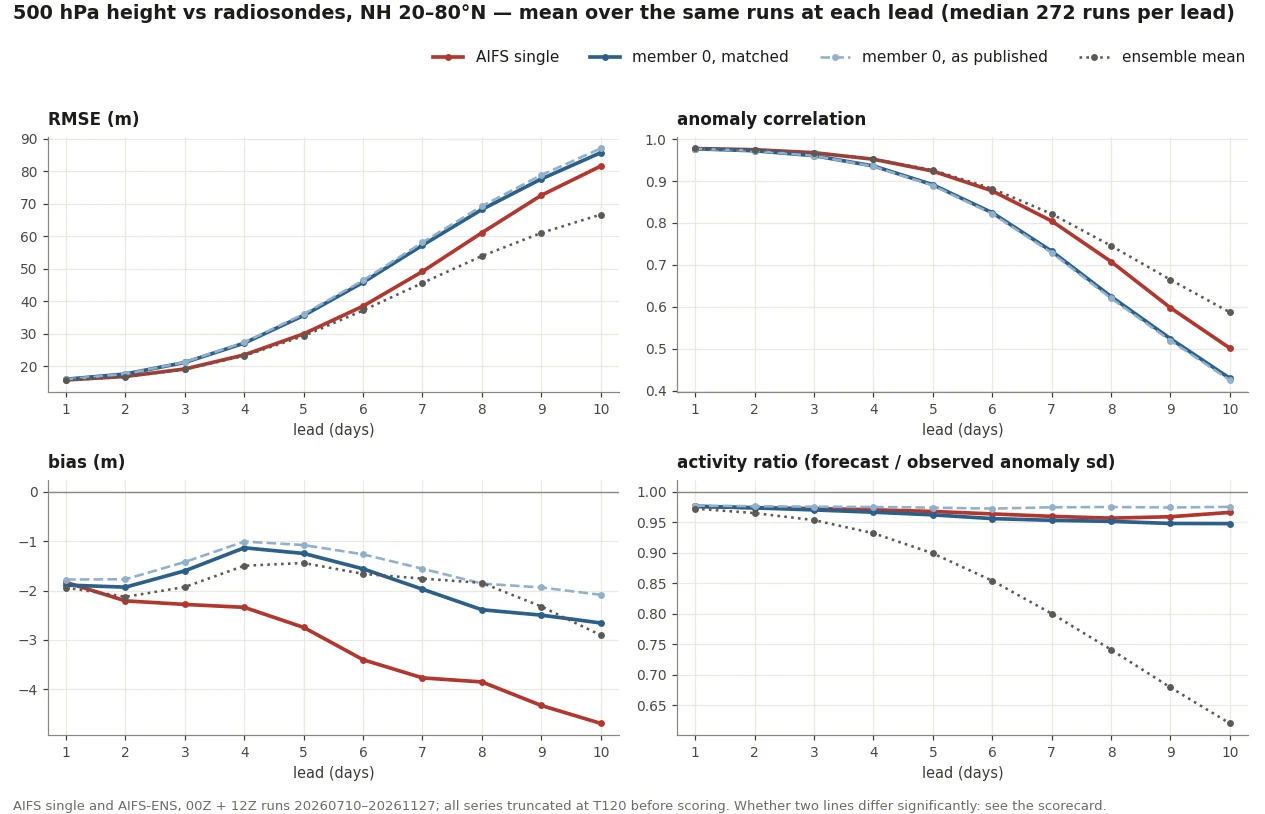 500 hPa height vs radiosondes, NH 20–80°N — mean over the same runs at each lead (median 272 runs per lead)
AIFS single member 0, matched member 0, as published ensemble mean
RMSE (m)
90
80
70
60
50
40
30
20
1 2 3 4 5 6 7 8 9 10
lead (days)
anomaly correlation
1.0
0.9
0.8
0.7
0.6
0.5
0.4
1 2 3 4 5 6 7 8 9 10
lead (days)
bias (m)
0
−1
−2
−3
−4
1 2 3 4 5 6 7 8 9 10
lead (days)
activity ratio (forecast / observed anomaly sd)
1.00
0.95
0.90
0.85
0.80
0.75
0.70
0.65
1 2 3 4 5 6 7 8 9 10
lead (days)
AIFS single and AIFS-ENS, 00Z + 12Z runs 20260710–20261127; all series truncated at T120 before scoring. Whether two lines differ significantly: see the scorecard.